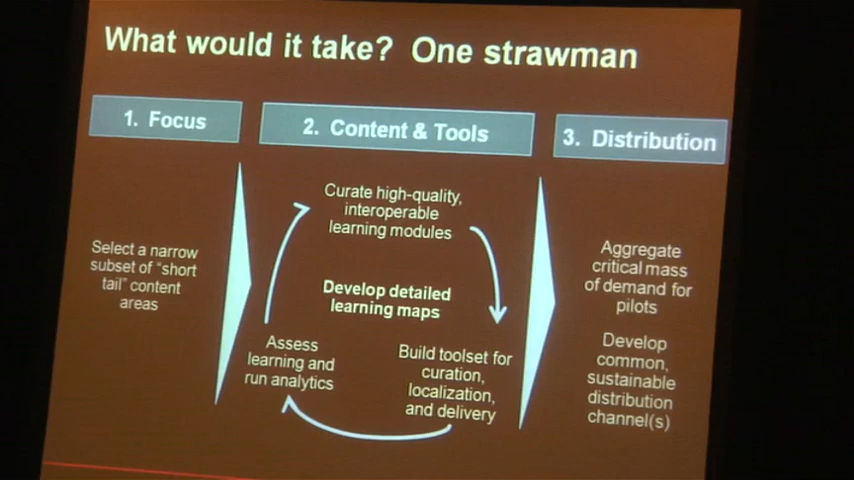 What would it take? One strawman
1. Focus
2. Content & Tools
3. Distribution
Select a narrow
subset of "short
tail" content
areas
Curate high-quality,
interoperable
learning modules
Develop detailed
learning maps
Assess
learning and
run analytics
Build toolset for
curation,
localization,
and delivery
Aggregate
critical mass
of demand for
pilots
Develop
common,
sustainable
distribution
channel(s)